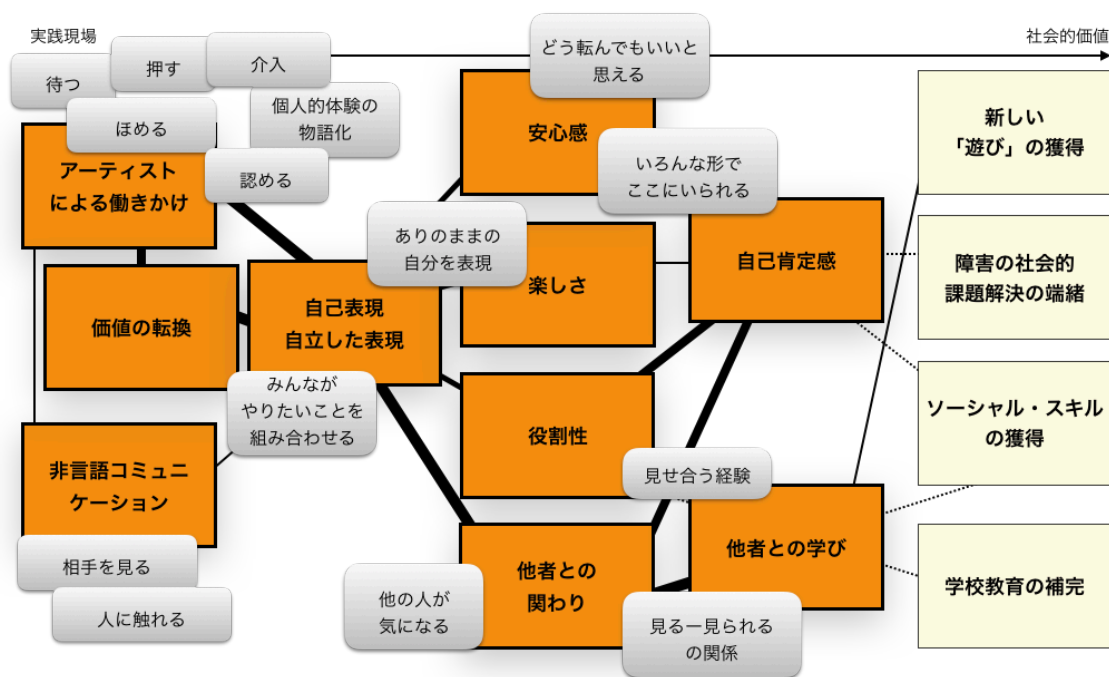 実践現場
社会的価値
待つ
押す
介入
ほめる
個人的体験の
物語化
認める
アーティスト
による働きかけ
価値の転換
非言語コミュニ
ケーション
相手を見る
人に触れる
自己表現
自立した表現
ありのままの
自分を表現
みんなが
やりたいことを
組み合わせる
どう転んでもいいと
思える
安心感
いろんな形で
ここにいられる
楽しさ
役割性
他者との
関わり
他の人が
気になる
自己肯定感
見せ合う経験
他者との学び
見る一見られる
の関係
新しい
「遊び」の獲得
障害の社会的
課題解決の端緒
ソーシャル・スキル
の獲得
学校教育の補完